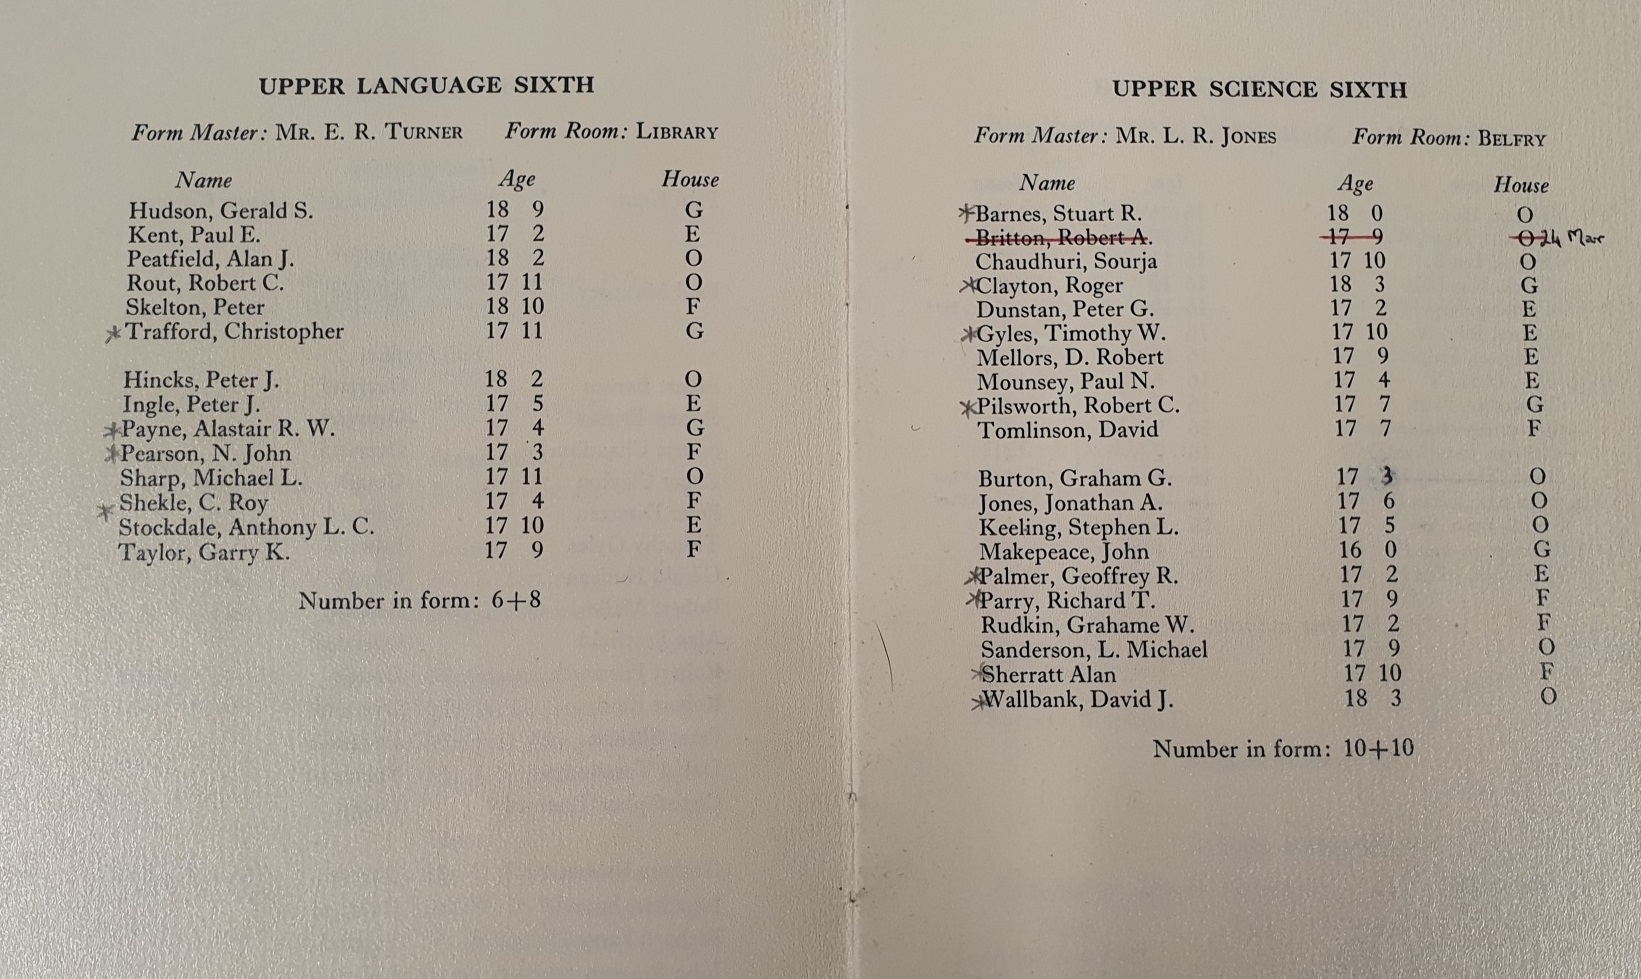 UPPER LANGUAGE SIXTH
Form Master: MR. E. R. TURNER Form Room: LIBRARY
Name Age House
Hudson, Gerald S. 18 9 G
Kent, Paul E. 17 2 E
Peatfield, Alan J. 18 2 O
Rout, Robert C. 17 11 O
Skelton, Peter 18 10 F
*Trafford, Christopher 17 11 G
Hincks, Peter J. 18 2 O
Ingle, Peter J. 17 5 E
*Payne, Alastair R. W. 17 4 G
*Pearson, N. John 17 3 F
Sharp, Michael L. 17 11 O
*Shekle, C. Roy 17 4 F
Stockdale, Anthony L. C. 17 10 E
Taylor, Garry K. 17 9 F
Number in form: 6+8
UPPER SCIENCE SIXTH
Form Master: MR. L. R. JONES Form Room: BELFRY
Name Age House
*Barnes, Stuart R. 18 0 O
Britton, Robert A. 17 9 O 24 Mar
Chaudhuri, Sourja 17 10 O
*Clayton, Roger 18 3 G
Dunstan, Peter G. 17 2 E
*Gyles, Timothy W. 17 10 E
Mellors, D. Robert 17 9 E
Mounsey, Paul N. 17 4 E
*Pilsworth, Robert C. 17 7 G
Tomlinson, David 17 7 F
Burton, Graham G. 17 3 O
Jones, Jonathan A. 17 6 O
Keeling, Stephen L. 17 5 O
Makepeace, John 16 0 G
*Palmer, Geoffrey R. 17 2 E
*Parry, Richard T. 17 9 F
Rudkin, Grahame W. 17 2 F
Sanderson, L. Michael 17 9 O
*Sherratt Alan 17 10 F
*Wallbank, David J. 18 3 O
Number in form: 10+10